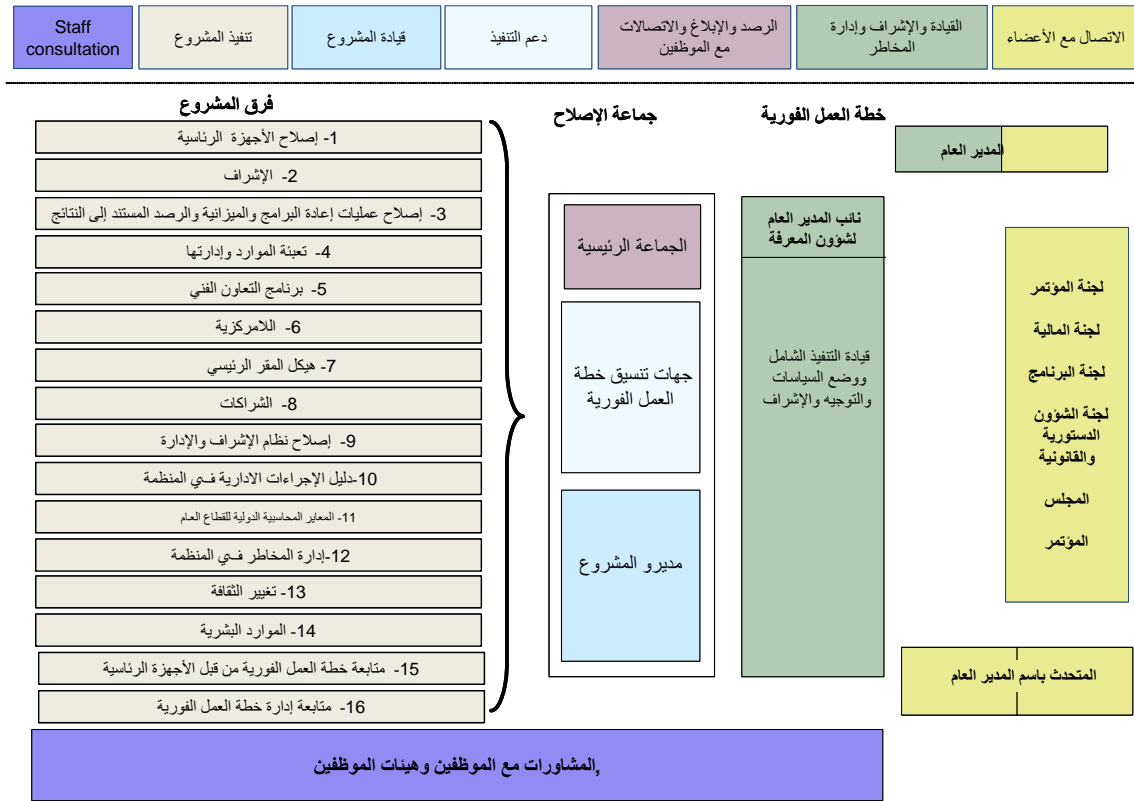 الاتصال مع الأعضاء
القيادة والإشراف وإدارة
المخاطر
الرصد والإبلاغ والاتصالات
مع الموظفين
دعم التنفيذ
قيادة المشروع
تنفيذ المشروع
Staff
consultation
المدير العام
لجنة المؤتمر
لجنة المالية
لجنة البرنامج
لجنة الشؤون
الدستورية
والقانونية
المجلس
المؤتمر
المتحدث باسم المدير العام
خطة العمل الفورية
نائب المدير العام
لشؤون المعرفة
قيادة التنفيذ الشامل
ووضع السياسات
والتوجيه والإشراف
جماعة الإصلاح
الجماعة الرئيسية
جهات تنسيق خطة
العمل الفورية
مديرو المشروع
فرق المشروع
1- إصلاح الأجهزة الرئاسية
2- الإشراف
3- إصلاح عمليات إعادة البرامج والميزانية والرصد المستند إلى النتائج
4- تعبئة الموارد وإدارتها
5- برنامج التعاون الفني
6- اللامركزية
7- هيكل المقر الرئيسي
8- الشراكات
9- إصلاح نظام الإشراف والإدارة
10-دليل الإجراءات الادارية في المنظمة
11- المعاير المحاسبية الدولية للقطاع العام
12-إدارة المخاطر في المنظمة
13- تغيير الثقافة
14- الموارد البشرية
15- متابعة خطة العمل الفورية من قبل الأجهزة الرئاسية
16- متابعة إدارة خطة العمل الفورية
المشاورات مع الموظفين وهيئات الموظفين,